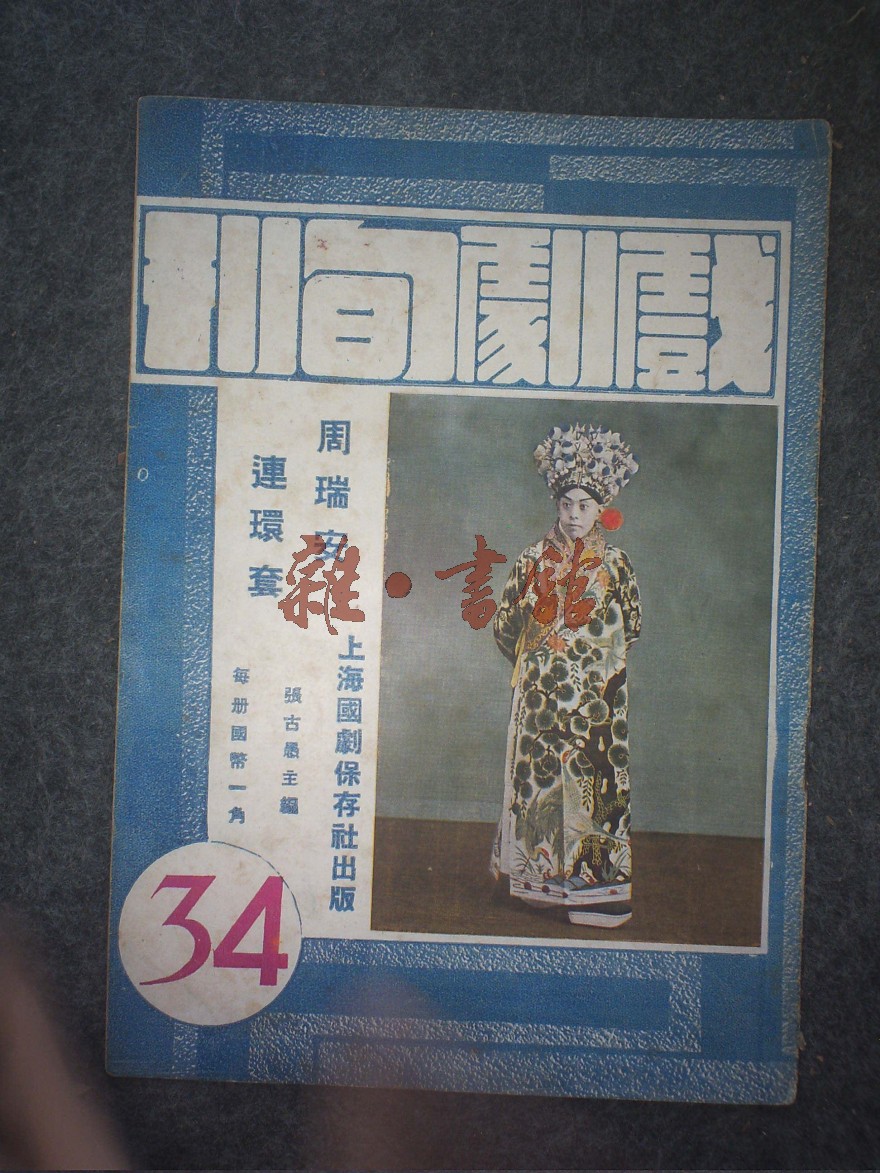 戲劇旬刊
周瑞安
連環套
上海國劇保存社出版
張古愚主編
每册國幣一角
34
雜·書館